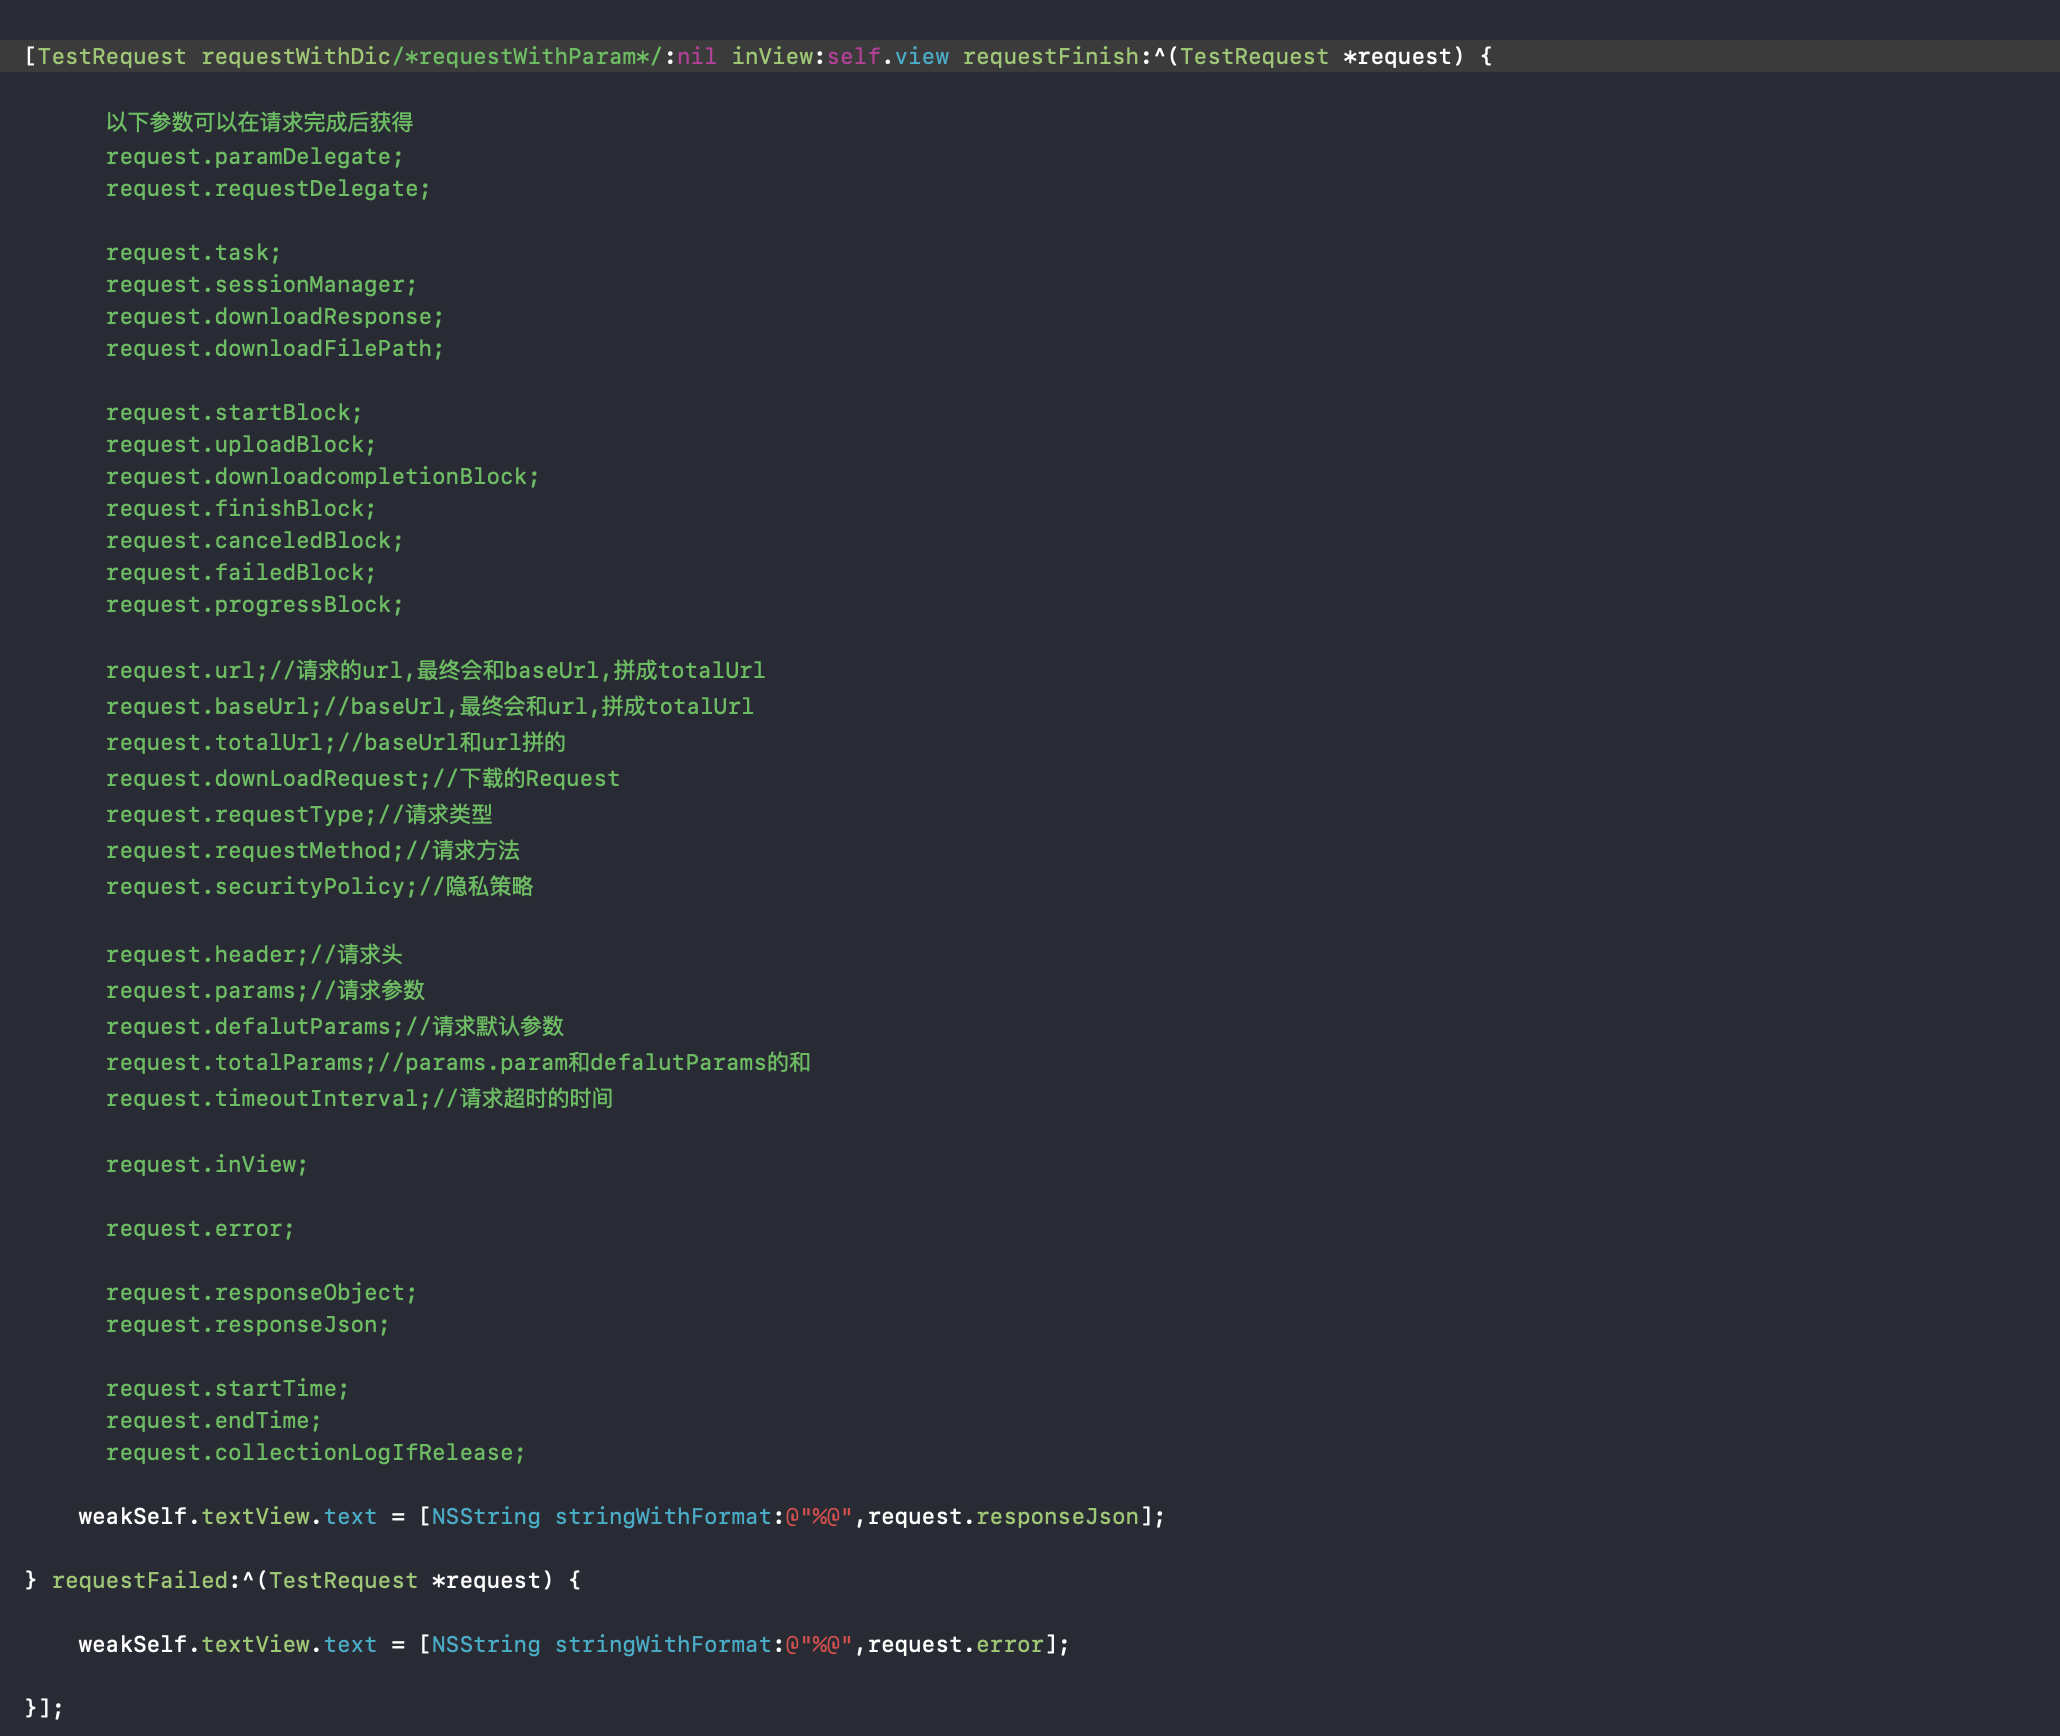 [TestRequest requestWithDic/*requestWithParam*/:nil inView:self.view requestFinish:^(TestRequest *request) {
以下参数可以在请求完成后获得
request.paramDelegate;
request.requestDelegate;
request.task;
request.sessionManager;
request.downloadResponse;
request.downloadFilePath;
request.startBlock;
request.uploadBlock;
request.downloadcompletionBlock;
request.finishBlock;
request.canceledBlock;
request.failedBlock;
request.progressBlock;
request.url;//请求的url,最终会和baseUrl,拼成totalUrl
request.baseUrl;//baseUrl,最终会和url,拼成totalUrl
request.totalUrl;//baseUrl和url拼的
request.downLoadRequest;//下载的Request
request.requestType;//请求类型
request.requestMethod;//请求方法
request.securityPolicy;//隐私策略
request.header;//请求头
request.params;//请求参数
request.defalutParams;//请求默认参数
request.totalParams;//params.param和defalutParams的和
request.timeoutInterval;//请求超时的时间
request.inView;
request.error;
request.responseObject;
request.responseJson;
request.startTime;
request.endTime;
request.collectionLogIfRelease;
weakSelf.textView.text = [NSString stringWithFormat:@"%@",request.responseJson];
} requestFailed:^(TestRequest *request) {
weakSelf.textView.text = [NSString stringWithFormat:@"%@",request.error];
}];